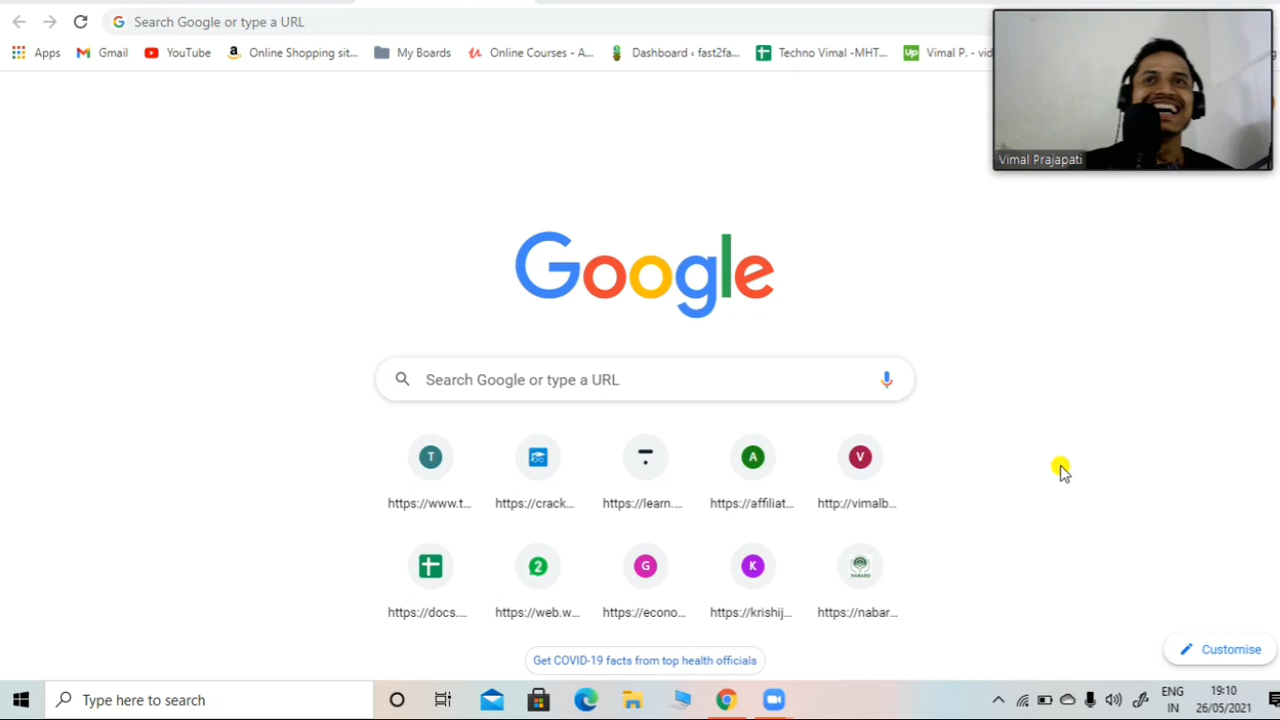 Search Google or type a URL
Apps Gmail YouTube Online Shopping sit... My Boards Online Courses - A... Dashboard ‹ fast2fa... Techno Vimal -MHT... Up Vimal P. - vid
Vimal Prajapati
Google
Search Google or type a URL
T A V
https://www.t... https://crack... https://learn.... https://affiliat... http://vimalb...
2 G K NABARD
https://docs.... https://web.w... https://econo... https://krishij... https://nabar...
Get COVID-19 facts from top health officials
Customise
Type here to search
ENG 19:10
IN 26/05/2021